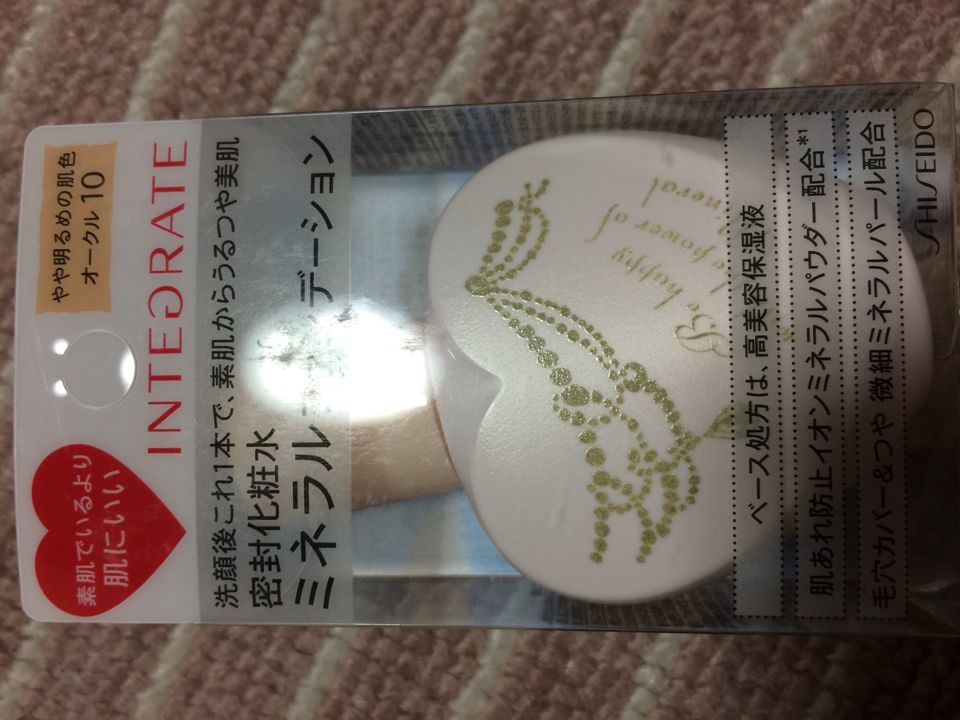 素肌でいるより
肌にいい
やや明るめの肌色
オークル10
INTEGRATE
洗顔後これ1本で、素肌からうるつや美肌
密封化粧水
ミネラル
デーション
Be happy
power of
ベース処方は、高美容保湿液
肌あれ防止イオンミネラルパウダー配合*1
毛穴カバー&つや 微細ミネラルパール配合
SHISEIDO